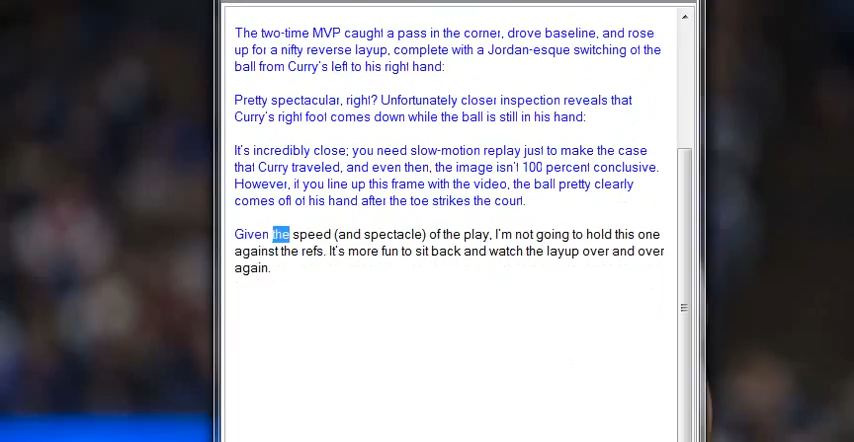 The two-time MVP caught a pass in the corner, drove baseline, and rose
up for a nifty reverse layup, complete with a Jordan-esque switching of the
ball from Curry's left to his right hand:
Pretty spectacular, right? Unfortunately closer inspection reveals that
Curry's right foot comes down while the ball is still in his hand:
It's incredibly close; you need slow-motion replay just to make the case
that Curry traveled, and even then, the image isn't 100 percent conclusive.
However, if you line up this frame with the video, the ball pretty clearly
comes off of his hand after the toe strikes the court.
Given the speed (and spectacle) of the play, I'm not going to hold this one
against the refs. It's more fun to sit back and watch the layup over and over
again.